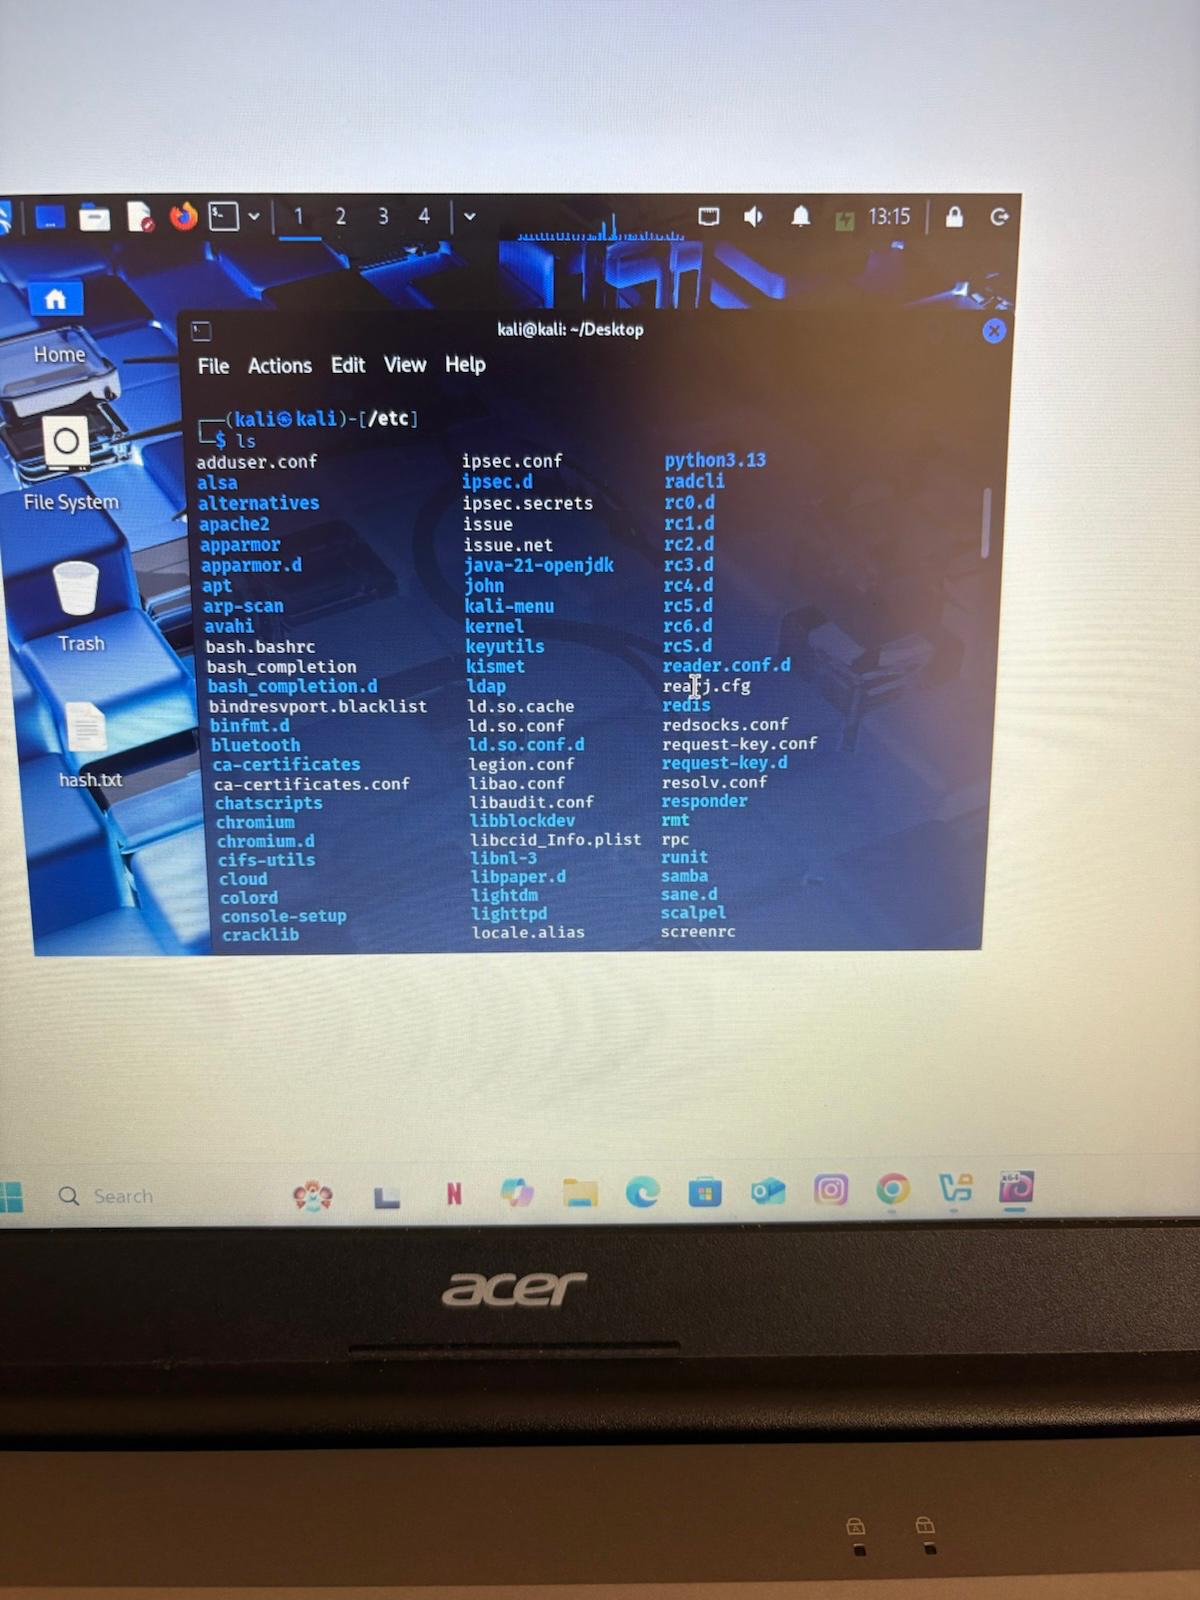 1 2 3 4 13:15
kali@kali: ~/Desktop
File Actions Edit View Help
Home
File System
Trash
hash.txt
┌──(kali㉿kali)-[/etc]
└─$ ls
adduser.conf ipsec.conf python3.13
alsa ipsec.d radcli
alternatives ipsec.secrets rc0.d
apache2 issue rc1.d
apparmor issue.net rc2.d
apparmor.d java-21-openjdk rc3.d
apt john rc4.d
arp-scan kali-menu rc5.d
avahi kernel rc6.d
bash.bashrc keyutils rcS.d
bash_completion kismet reader.conf.d
bash_completion.d ldap rearj.cfg
bindresvport.blacklist ld.so.cache redis
binfmt.d ld.so.conf redsocks.conf
bluetooth ld.so.conf.d request-key.conf
ca-certificates legion.conf request-key.d
ca-certificates.conf libao.conf resolv.conf
chatscripts libaudit.conf responder
chromium libblockdev rmt
chromium.d libccid_Info.plist rpc
cifs-utils libnl-3 runit
cloud libpaper.d samba
colord lightdm sane.d
console-setup lighttpd scalpel
cracklib locale.alias screenrc
Search
N
x64
acer